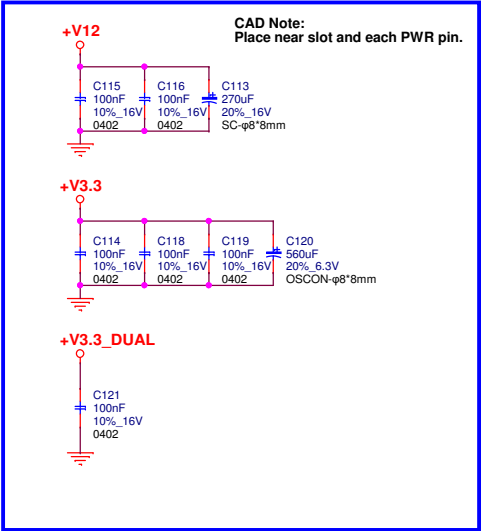 CAD Note:
Place near slot and each PWR pin.
+V12
C115
100nF
10%_16V
0402
C116
100nF
10%_16V
0402
C113
270uF
20%_16V
SC-φ8*8mm
+V3.3
C114
100nF
10%_16V
0402
C118
100nF
10%_16V
0402
C119
100nF
10%_16V
0402
C120
560uF
20%_6.3V
OSCON-φ8*8mm
+V3.3_DUAL
C121
100nF
10%_16V
0402